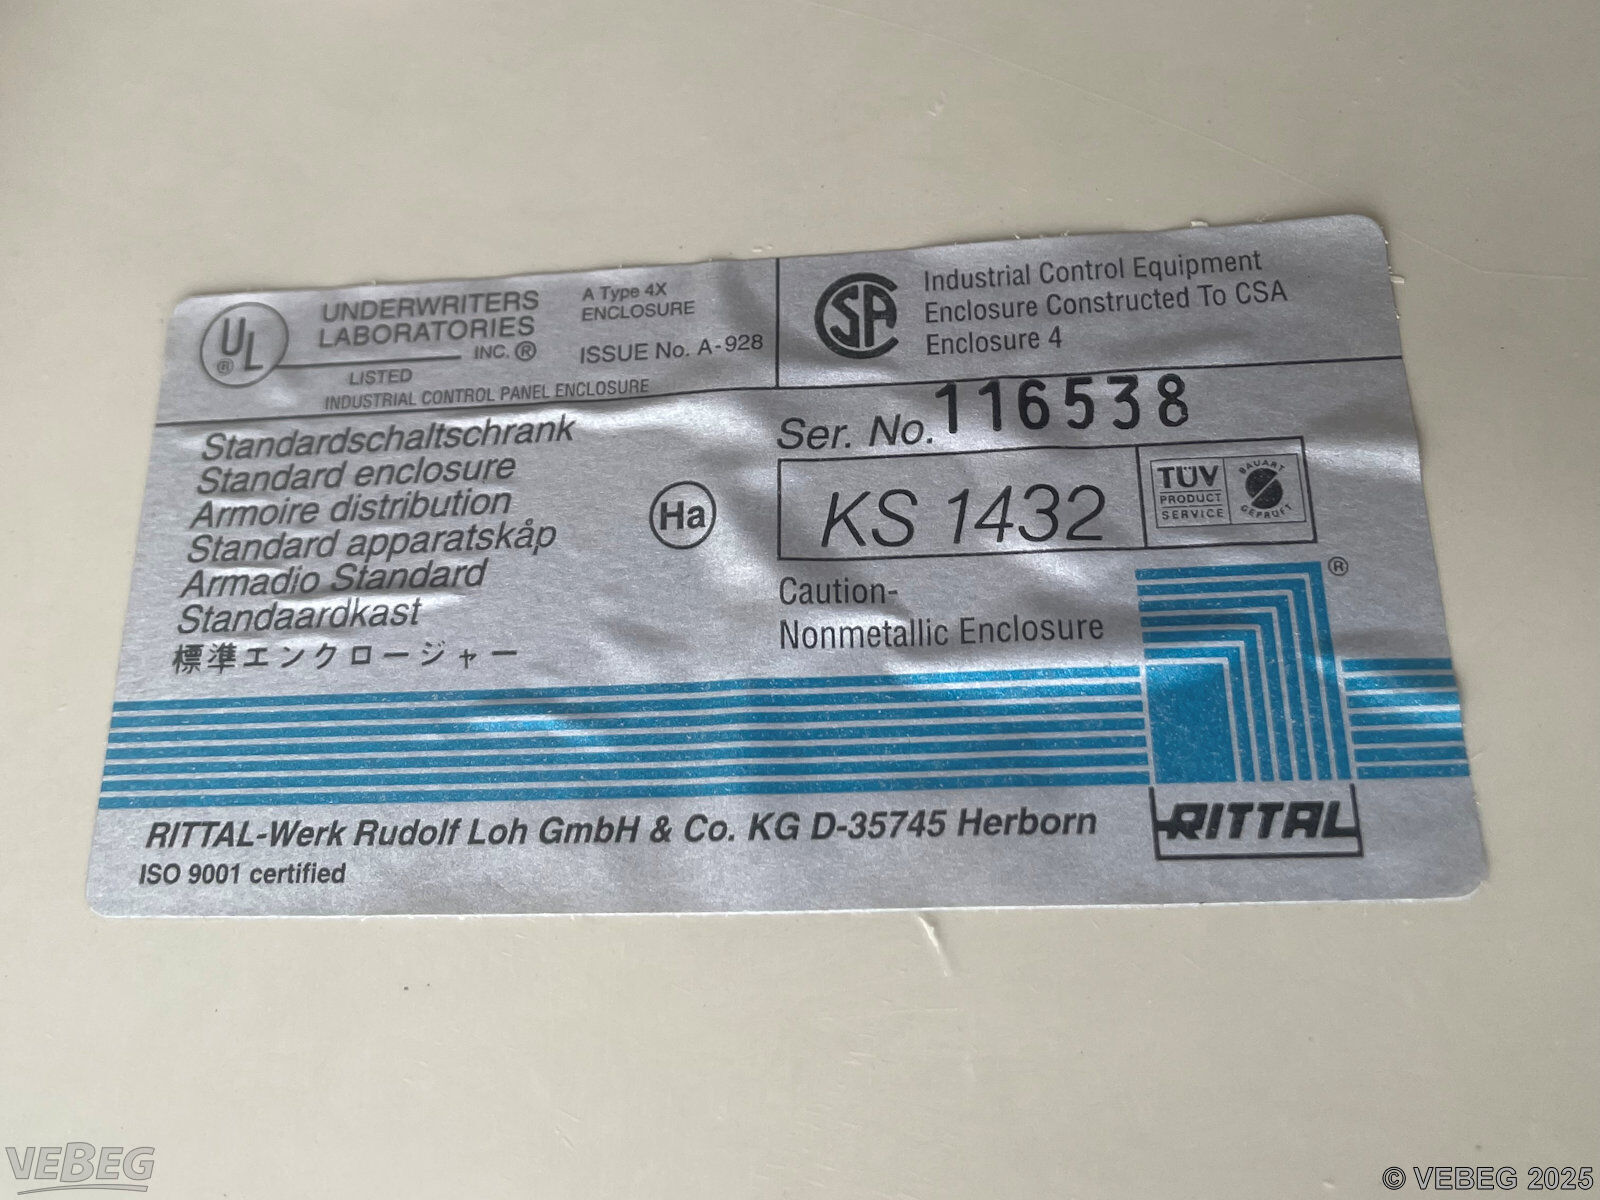 UL ®
UNDERWRITERS
LABORATORIES
INC. ®
LISTED
INDUSTRIAL CONTROL PANEL ENCLOSURE
A Type 4X
ENCLOSURE
ISSUE No. A-928
SA
Industrial Control Equipment
Enclosure Constructed To CSA
Enclosure 4
Standardschaltschrank
Standard enclosure
Armoire distribution
Standard apparatskåp
Armadio Standard
Standaardkast
標準エンクロージャー
Ha
Ser. No. 116538
KS 1432
TÜV
PRODUCT
SERVICE
BAUART
GEPRÜFT
Caution-
Nonmetallic Enclosure
®
RITTAL
RITTAL-Werk Rudolf Loh GmbH & Co. KG D-35745 Herborn
ISO 9001 certified
VEBEG
© VEBEG 2025